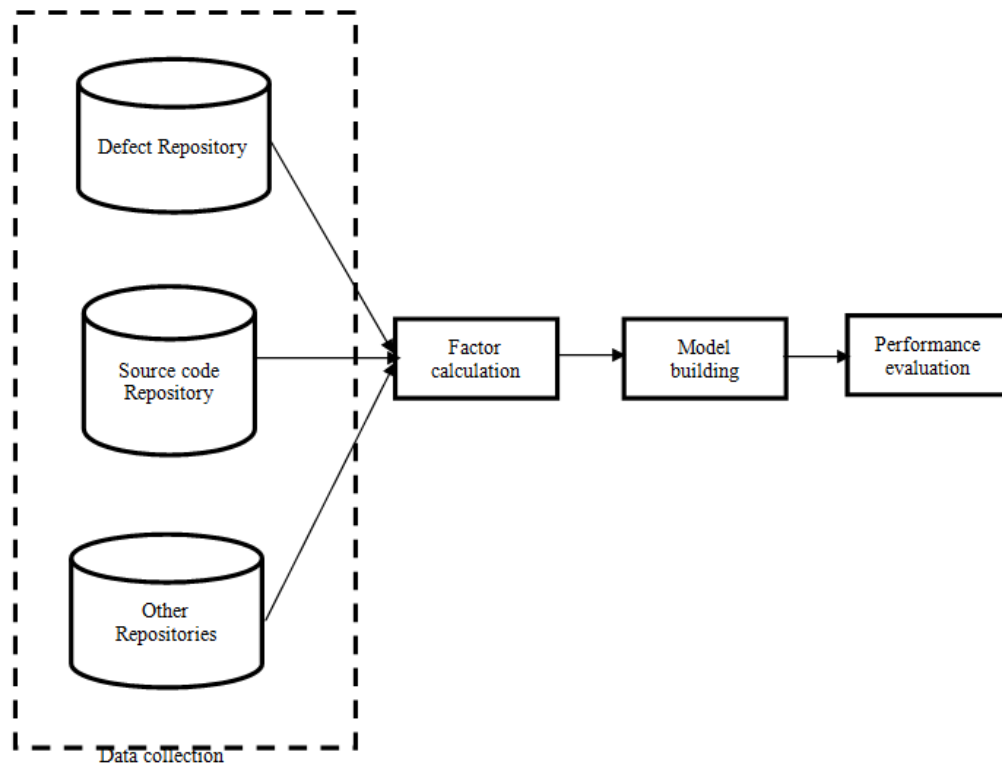 Defect Repository
Source code
Repository
Other
Repositories
Data collection
Factor
calculation
Model
building
Performance
evaluation